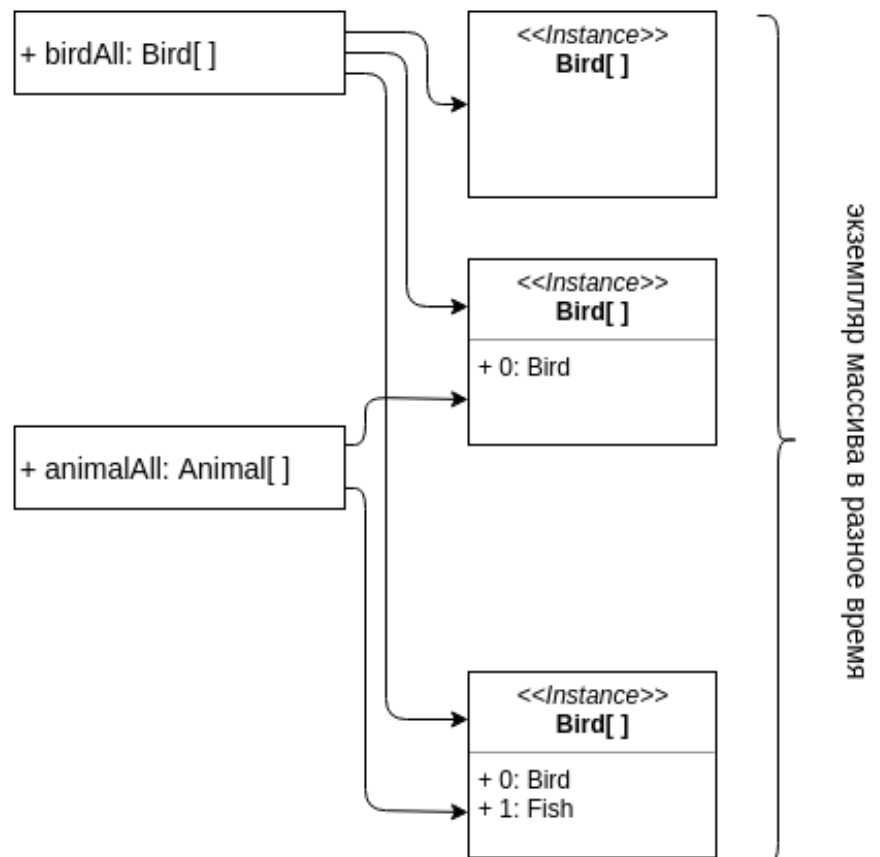 + birdAll: Bird[ ]
<<Instance>>
Bird[ ]
<<Instance>>
Bird[ ]
+ 0: Bird
+ animalAll: Animal[ ]
<<Instance>>
Bird[ ]
+ 0: Bird
+ 1: Fish
экземпляр массива в разное время